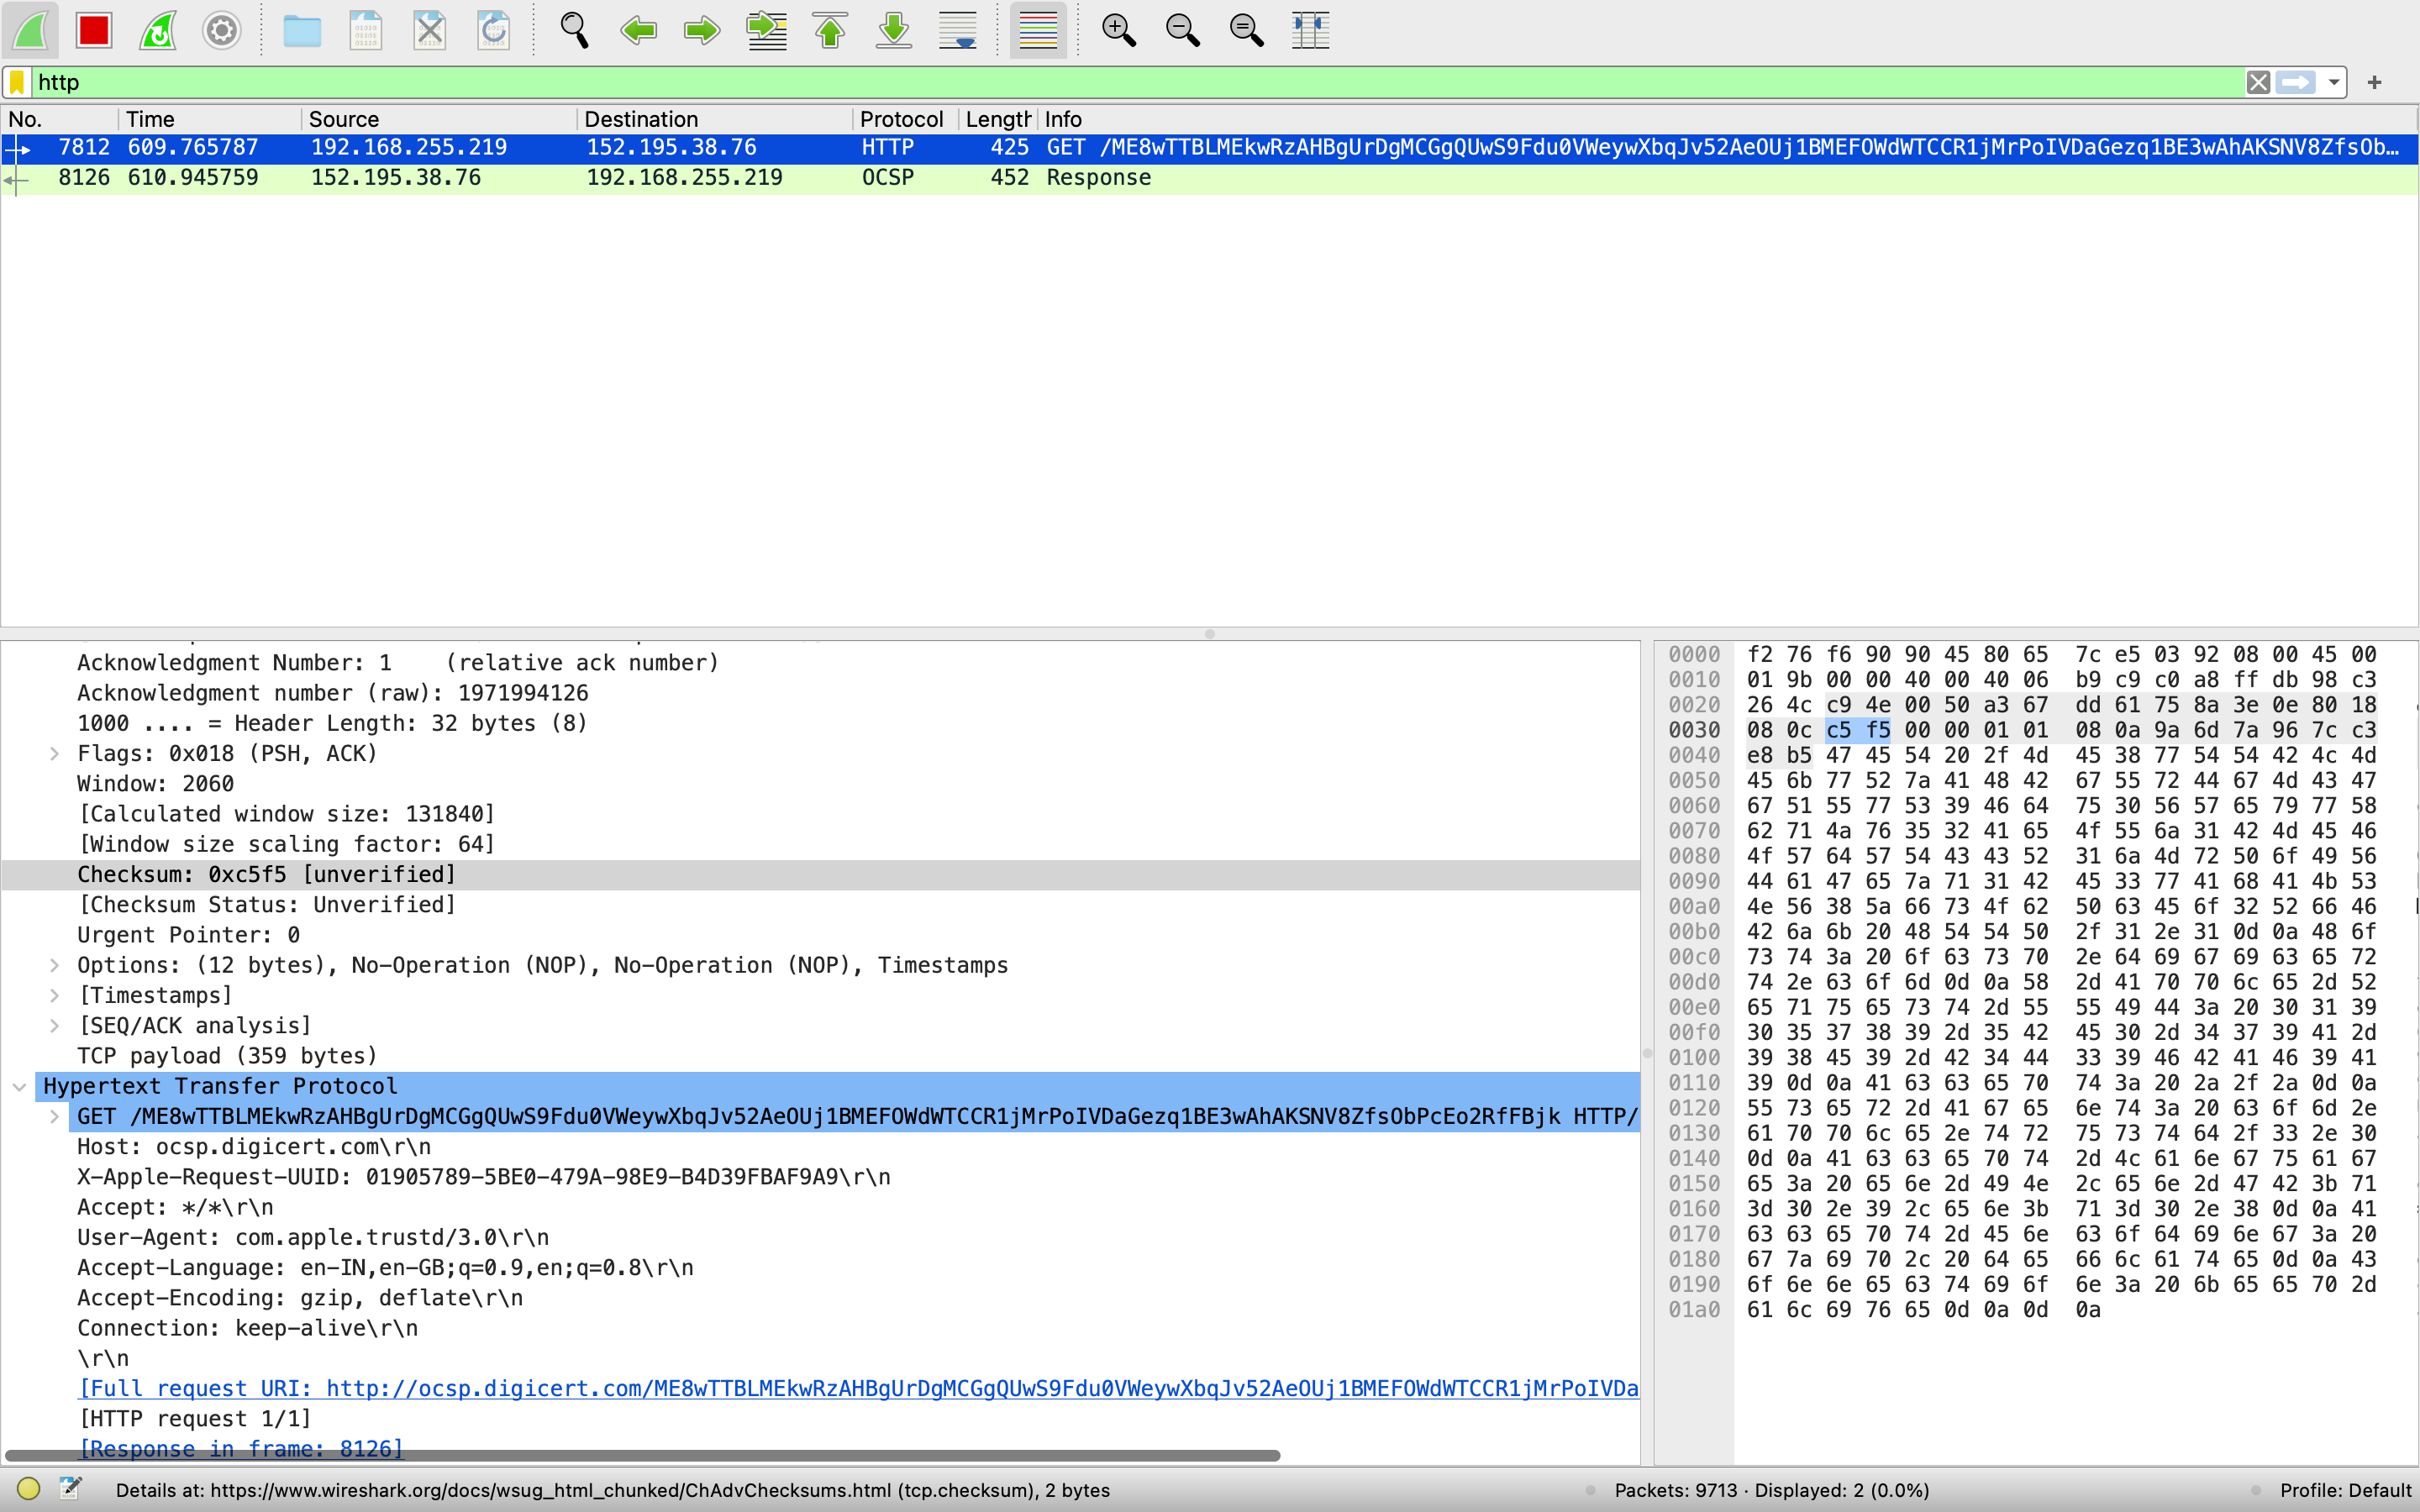 http
No. Time Source Destination Protocol Length Info
7812 609.765787 192.168.255.219 152.195.38.76 HTTP 425 GET /ME8wTTBLMEkwRzAHBgUrDgMCGgQUwS9Fdu0VWeywXbqJv52AeOUj1BMEFOWdWTCCR1jMrPoIVDaGezq1BE3wAhAKSNV8ZfsOb…
8126 610.945759 152.195.38.76 192.168.255.219 OCSP 452 Response
Acknowledgment Number: 1    (relative ack number)
Acknowledgment number (raw): 1971994126
1000 .... = Header Length: 32 bytes (8)
Flags: 0x018 (PSH, ACK)
Window: 2060
[Calculated window size: 131840]
[Window size scaling factor: 64]
Checksum: 0xc5f5 [unverified]
[Checksum Status: Unverified]
Urgent Pointer: 0
Options: (12 bytes), No-Operation (NOP), No-Operation (NOP), Timestamps
[Timestamps]
[SEQ/ACK analysis]
TCP payload (359 bytes)
Hypertext Transfer Protocol
GET /ME8wTTBLMEkwRzAHBgUrDgMCGgQUwS9Fdu0VWeywXbqJv52AeOUj1BMEFOWdWTCCR1jMrPoIVDaGezq1BE3wAhAKSNV8ZfsObPcEo2RfFBjk HTTP/
Host: ocsp.digicert.com\r\n
X-Apple-Request-UUID: 01905789-5BE0-479A-98E9-B4D39FBAF9A9\r\n
Accept: */*\r\n
User-Agent: com.apple.trustd/3.0\r\n
Accept-Language: en-IN,en-GB;q=0.9,en;q=0.8\r\n
Accept-Encoding: gzip, deflate\r\n
Connection: keep-alive\r\n
\r\n
[Full request URI: http://ocsp.digicert.com/ME8wTTBLMEkwRzAHBgUrDgMCGgQUwS9Fdu0VWeywXbqJv52AeOUj1BMEFOWdWTCCR1jMrPoIVDa
[HTTP request 1/1]
[Response in frame: 8126]
0000 f2 76 f6 90 90 45 80 65 7c e5 03 92 08 00 45 00
0010 01 9b 00 00 40 00 40 06 b9 c9 c0 a8 ff db 98 c3
0020 26 4c c9 4e 00 50 a3 67 dd 61 75 8a 3e 0e 80 18
0030 08 0c c5 f5 00 00 01 01 08 0a 9a 6d 7a 96 7c c3
0040 e8 b5 47 45 54 20 2f 4d 45 38 77 54 54 42 4c 4d
0050 45 6b 77 52 7a 41 48 42 67 55 72 44 67 4d 43 47
0060 67 51 55 77 53 39 46 64 75 30 56 57 65 79 77 58
0070 62 71 4a 76 35 32 41 65 4f 55 6a 31 42 4d 45 46
0080 4f 57 64 57 54 43 43 52 31 6a 4d 72 50 6f 49 56
0090 44 61 47 65 7a 71 31 42 45 33 77 41 68 41 4b 53
00a0 4e 56 38 5a 66 73 4f 62 50 63 45 6f 32 52 66 46
00b0 42 6a 6b 20 48 54 54 50 2f 31 2e 31 0d 0a 48 6f
00c0 73 74 3a 20 6f 63 73 70 2e 64 69 67 69 63 65 72
00d0 74 2e 63 6f 6d 0d 0a 58 2d 41 70 70 6c 65 2d 52
00e0 65 71 75 65 73 74 2d 55 55 49 44 3a 20 30 31 39
00f0 30 35 37 38 39 2d 35 42 45 30 2d 34 37 39 41 2d
0100 39 38 45 39 2d 42 34 44 33 39 46 42 41 46 39 41
0110 39 0d 0a 41 63 63 65 70 74 3a 20 2a 2f 2a 0d 0a
0120 55 73 65 72 2d 41 67 65 6e 74 3a 20 63 6f 6d 2e
0130 61 70 70 6c 65 2e 74 72 75 73 74 64 2f 33 2e 30
0140 0d 0a 41 63 63 65 70 74 2d 4c 61 6e 67 75 61 67
0150 65 3a 20 65 6e 2d 49 4e 2c 65 6e 2d 47 42 3b 71
0160 3d 30 2e 39 2c 65 6e 3b 71 3d 30 2e 38 0d 0a 41
0170 63 63 65 70 74 2d 45 6e 63 6f 64 69 6e 67 3a 20
0180 67 7a 69 70 2c 20 64 65 66 6c 61 74 65 0d 0a 43
0190 6f 6e 6e 65 63 74 69 6f 6e 3a 20 6b 65 65 70 2d
01a0 61 6c 69 76 65 0d 0a 0d 0a
Details at: https://www.wireshark.org/docs/wsug_html_chunked/ChAdvChecksums.html (tcp.checksum), 2 bytes
Packets: 9713 · Displayed: 2 (0.0%)
Profile: Default